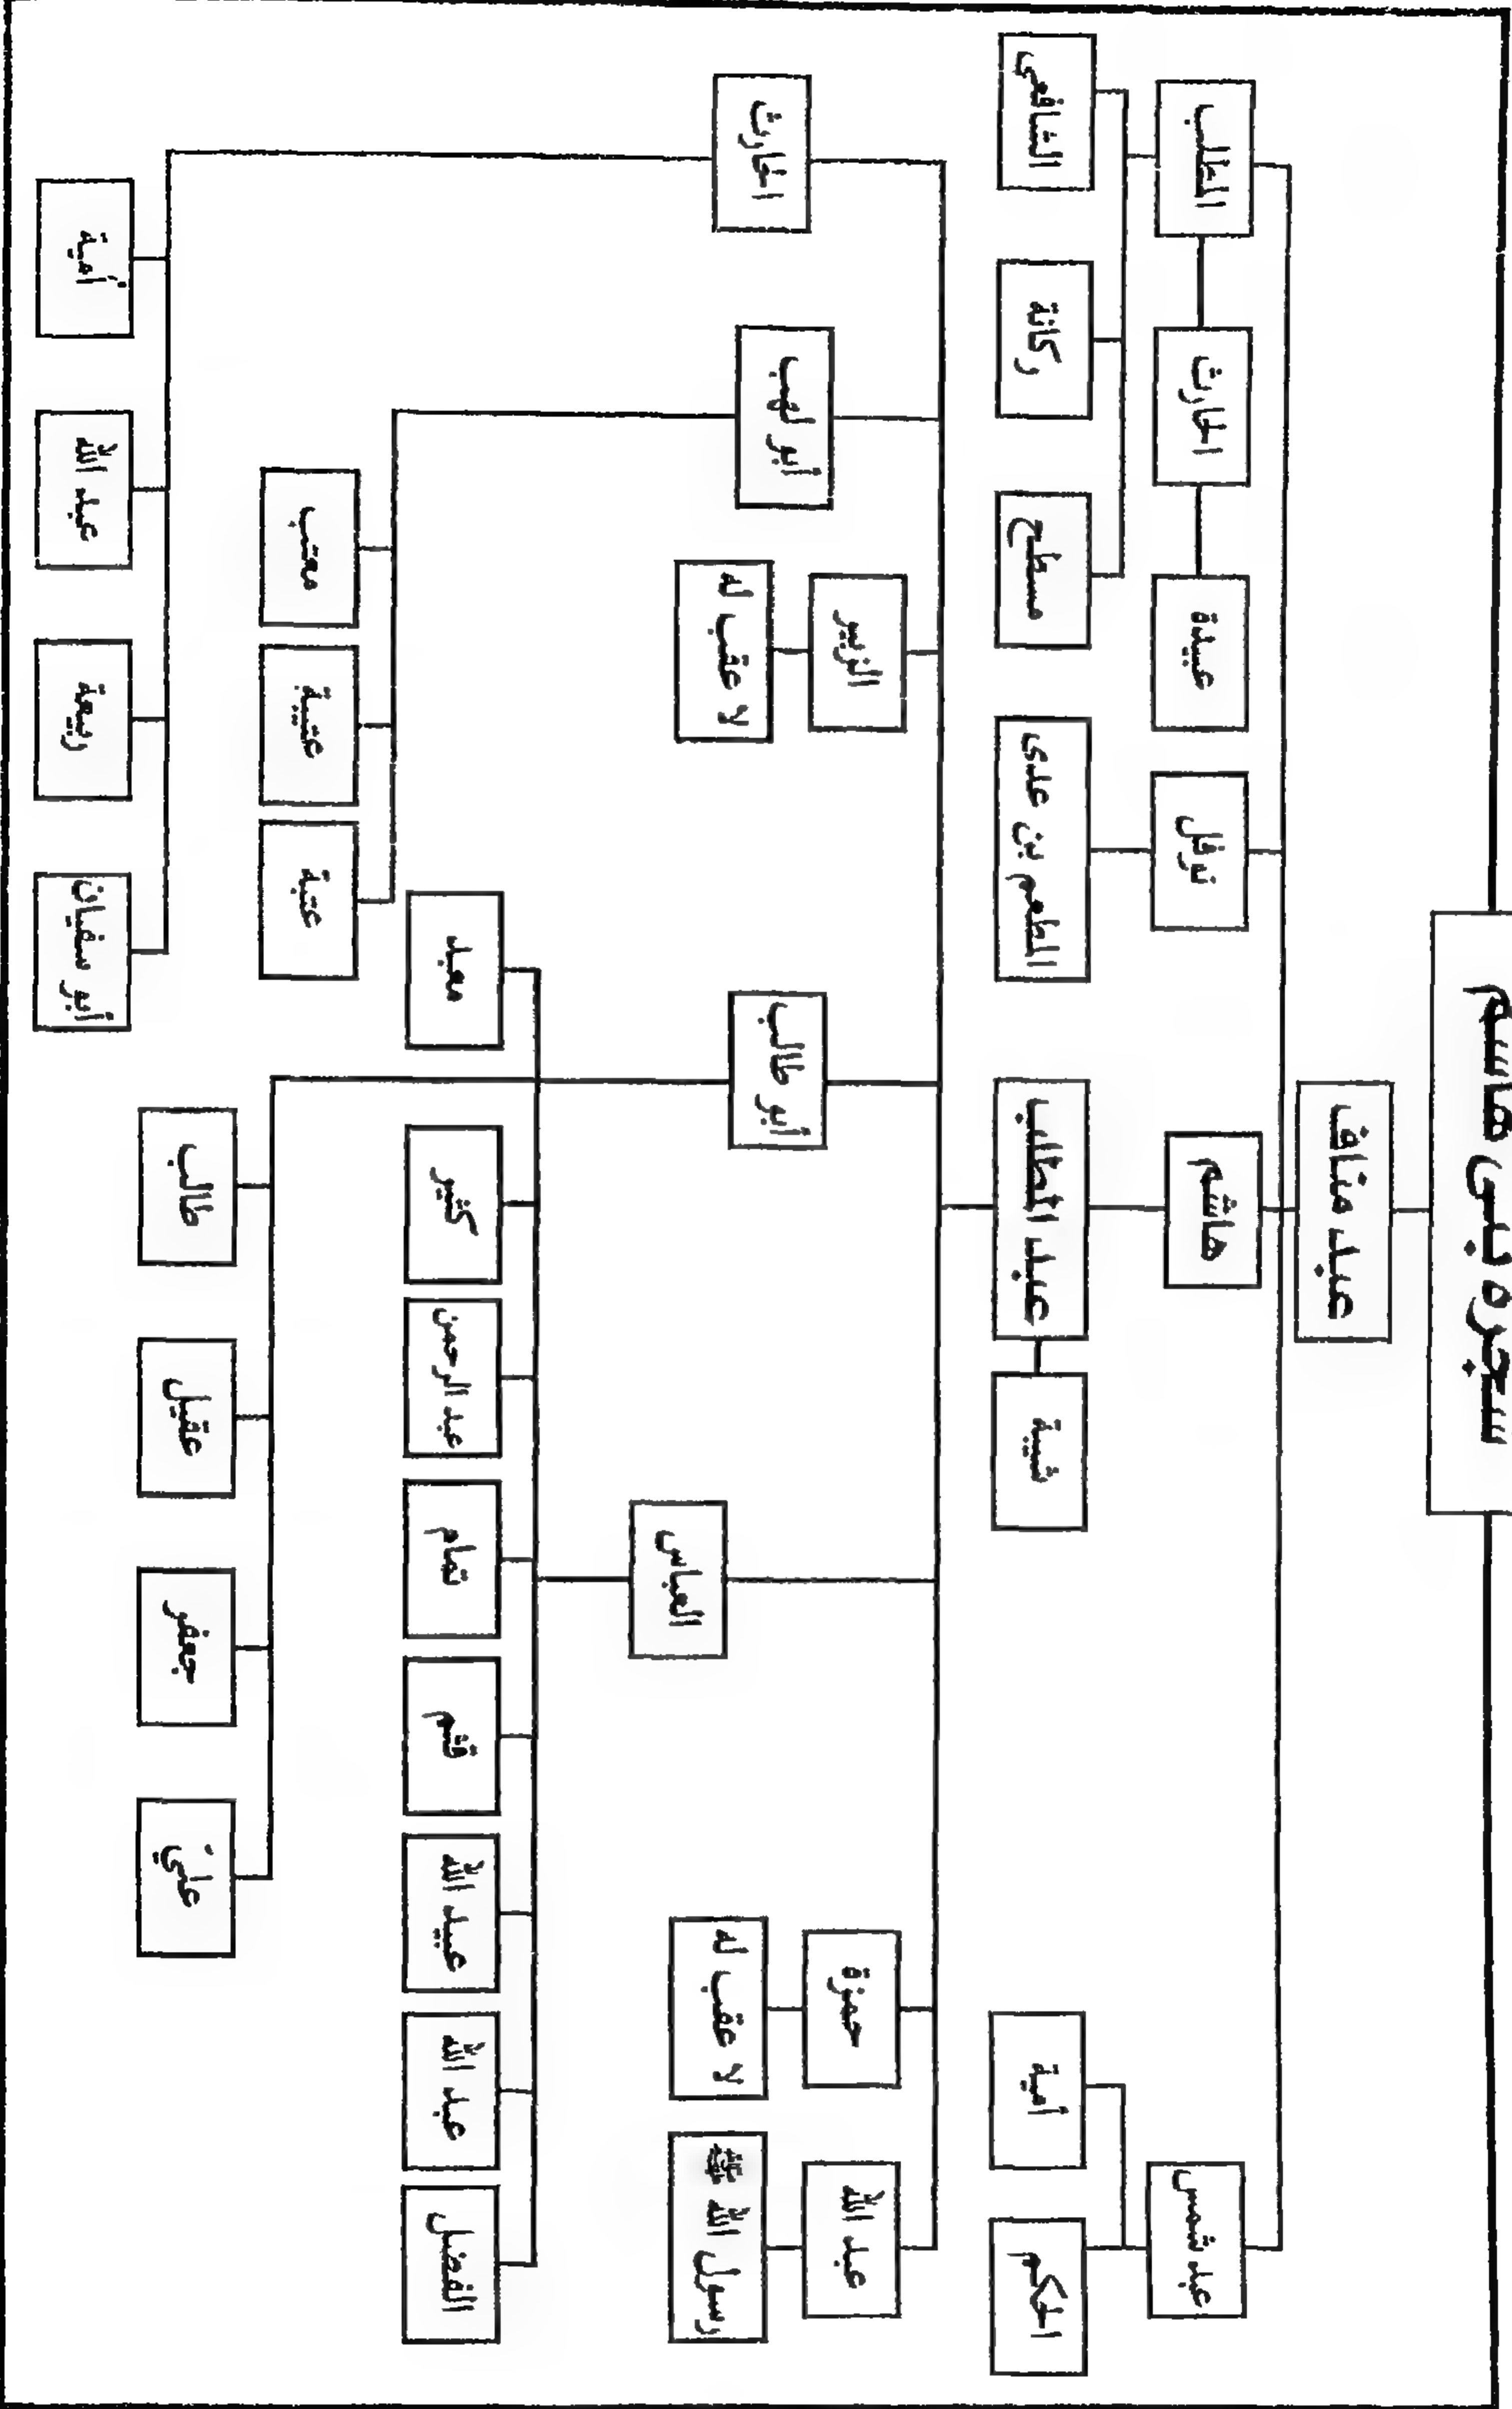 شجرة بني هاشم
عبد مناف
عبد شمس
هاشم
نوفل
المطلب
الحارث
عبيدة
الحكم
أمية
شيبة
عبد المطلب
المطعم بن عدى
مسطح
ركانة
الشافعى
عبد الله
حمزة
العباس
أبو طالب
الزبير
أبو لهب
الحارث
رسول الله ﷺ
لا عقب له
لا عقب له
الفضل
عبد الله
عبيد الله
قثم
تمام
عبد الرحمن
كثير
معبد
عتبة
عتيبة
معتب
علىّ
جعفر
عقيل
طالب
أبو سفيان
ربيعة
عبد الله
أمية